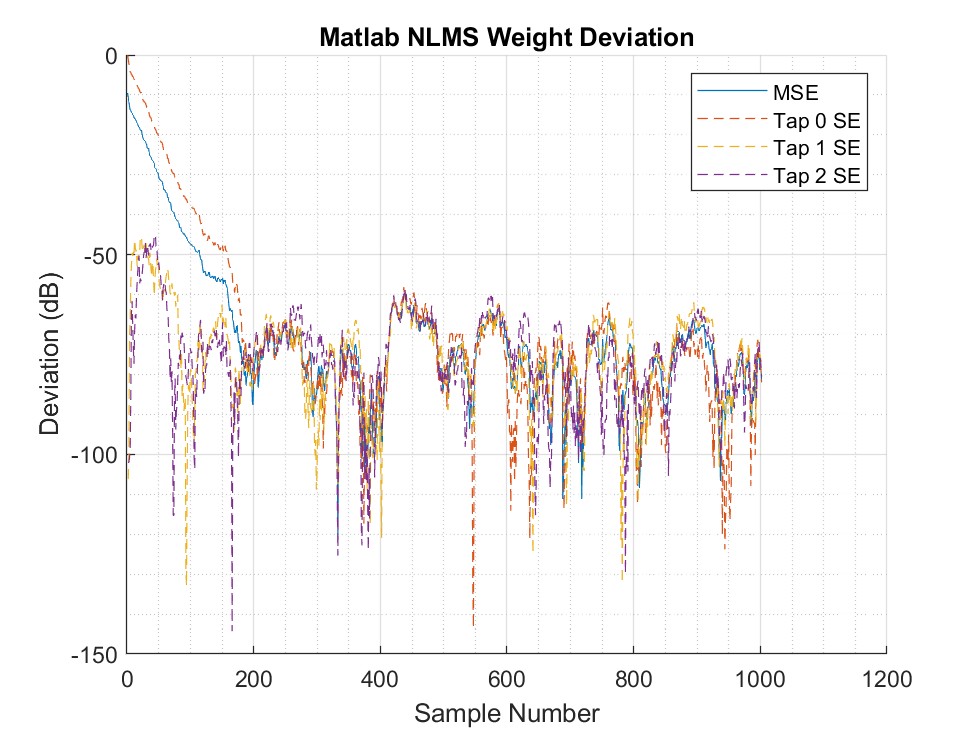 Matlab NLMS Weight Deviation
0
-50
-100
-150
Deviation (dB)
MSE
Tap 0 SE
Tap 1 SE
Tap 2 SE
0 200 400 600 800 1000 1200
Sample Number